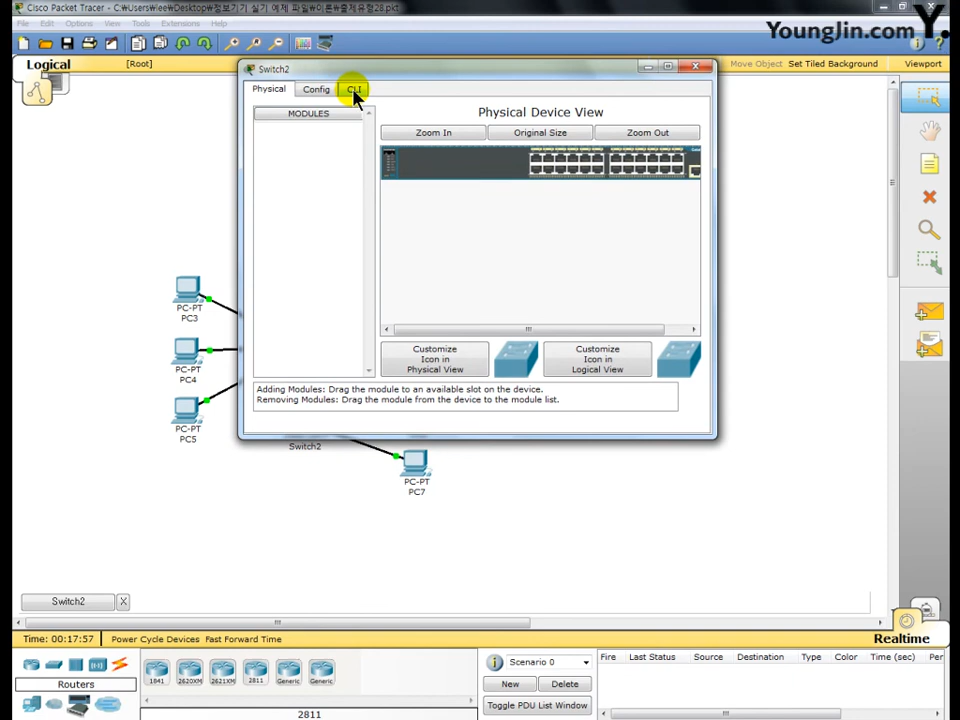 Cisco Packet Tracer - C:\Users\lee\Desktop\정보기기 실기 예제 파일\이론\출제유형28.pkt
File Edit Options View Tools Extensions Help
YoungJin.com Y.
Logical [Root] Move Object Set Tiled Background Viewport
Switch2
Physical Config CLI
MODULES
Physical Device View
Zoom In Original Size Zoom Out
Customize
Icon in
Physical View
Customize
Icon in
Logical View
Adding Modules: Drag the module to an available slot on the device.
Removing Modules: Drag the module from the device to the module list.
PC-PT
PC3
PC-PT
PC4
PC-PT
PC5
Switch2
PC-PT
PC7
Switch2 X
Time: 00:17:57 Power Cycle Devices Fast Forward Time Realtime
Routers
1841 2620XM 2621XM 2811 Generic Generic
2811
Scenario 0
New Delete
Toggle PDU List Window
Fire Last Status Source Destination Type Color Time (sec) Per